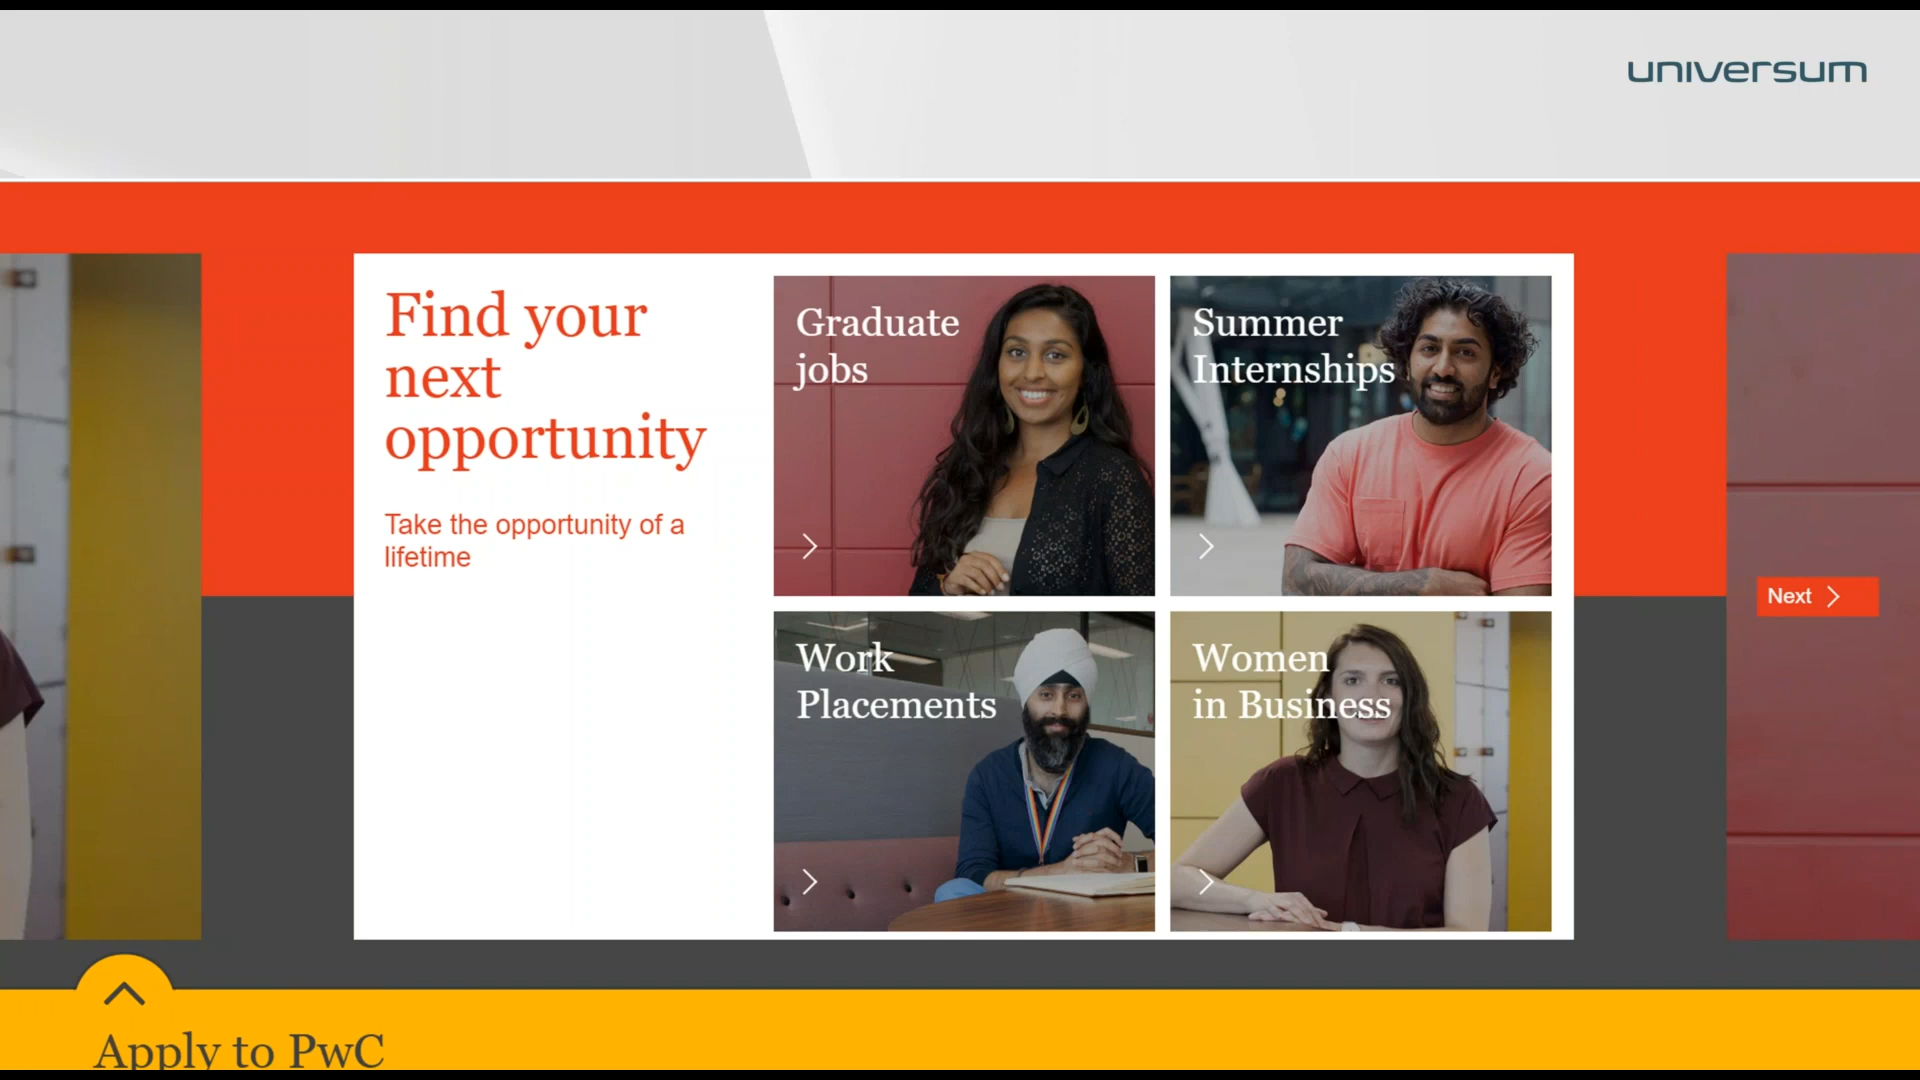 universum
Find your
next
opportunity
Take the opportunity of a
lifetime
Graduate
jobs
Summer
Internships
Work
Placements
Women
in Business
Next
Apply to PwC